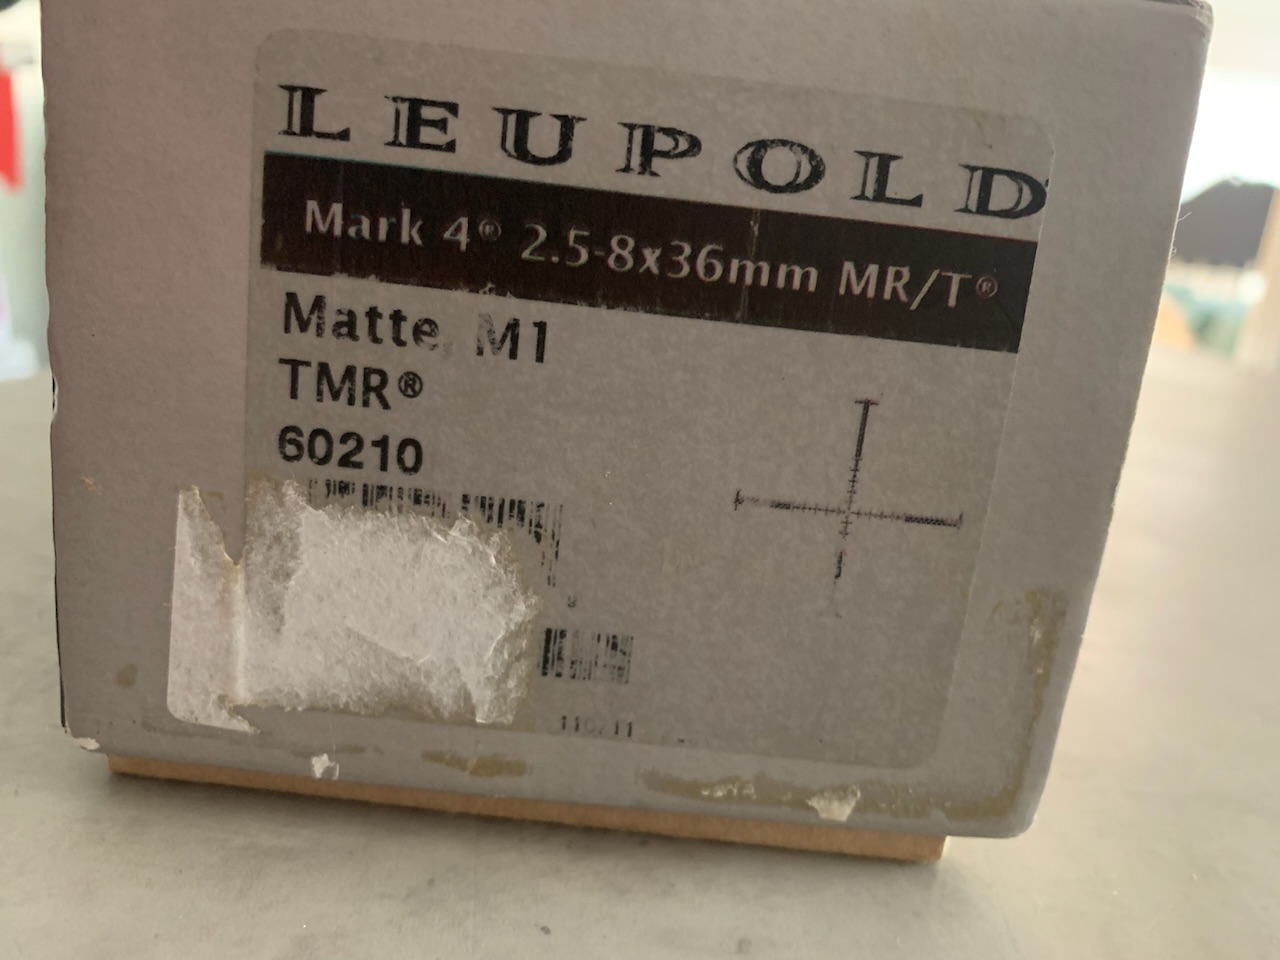 LEUPOLD
Mark 4® 2.5-8x36mm MR/T®
Matte, M1
TMR®
60210